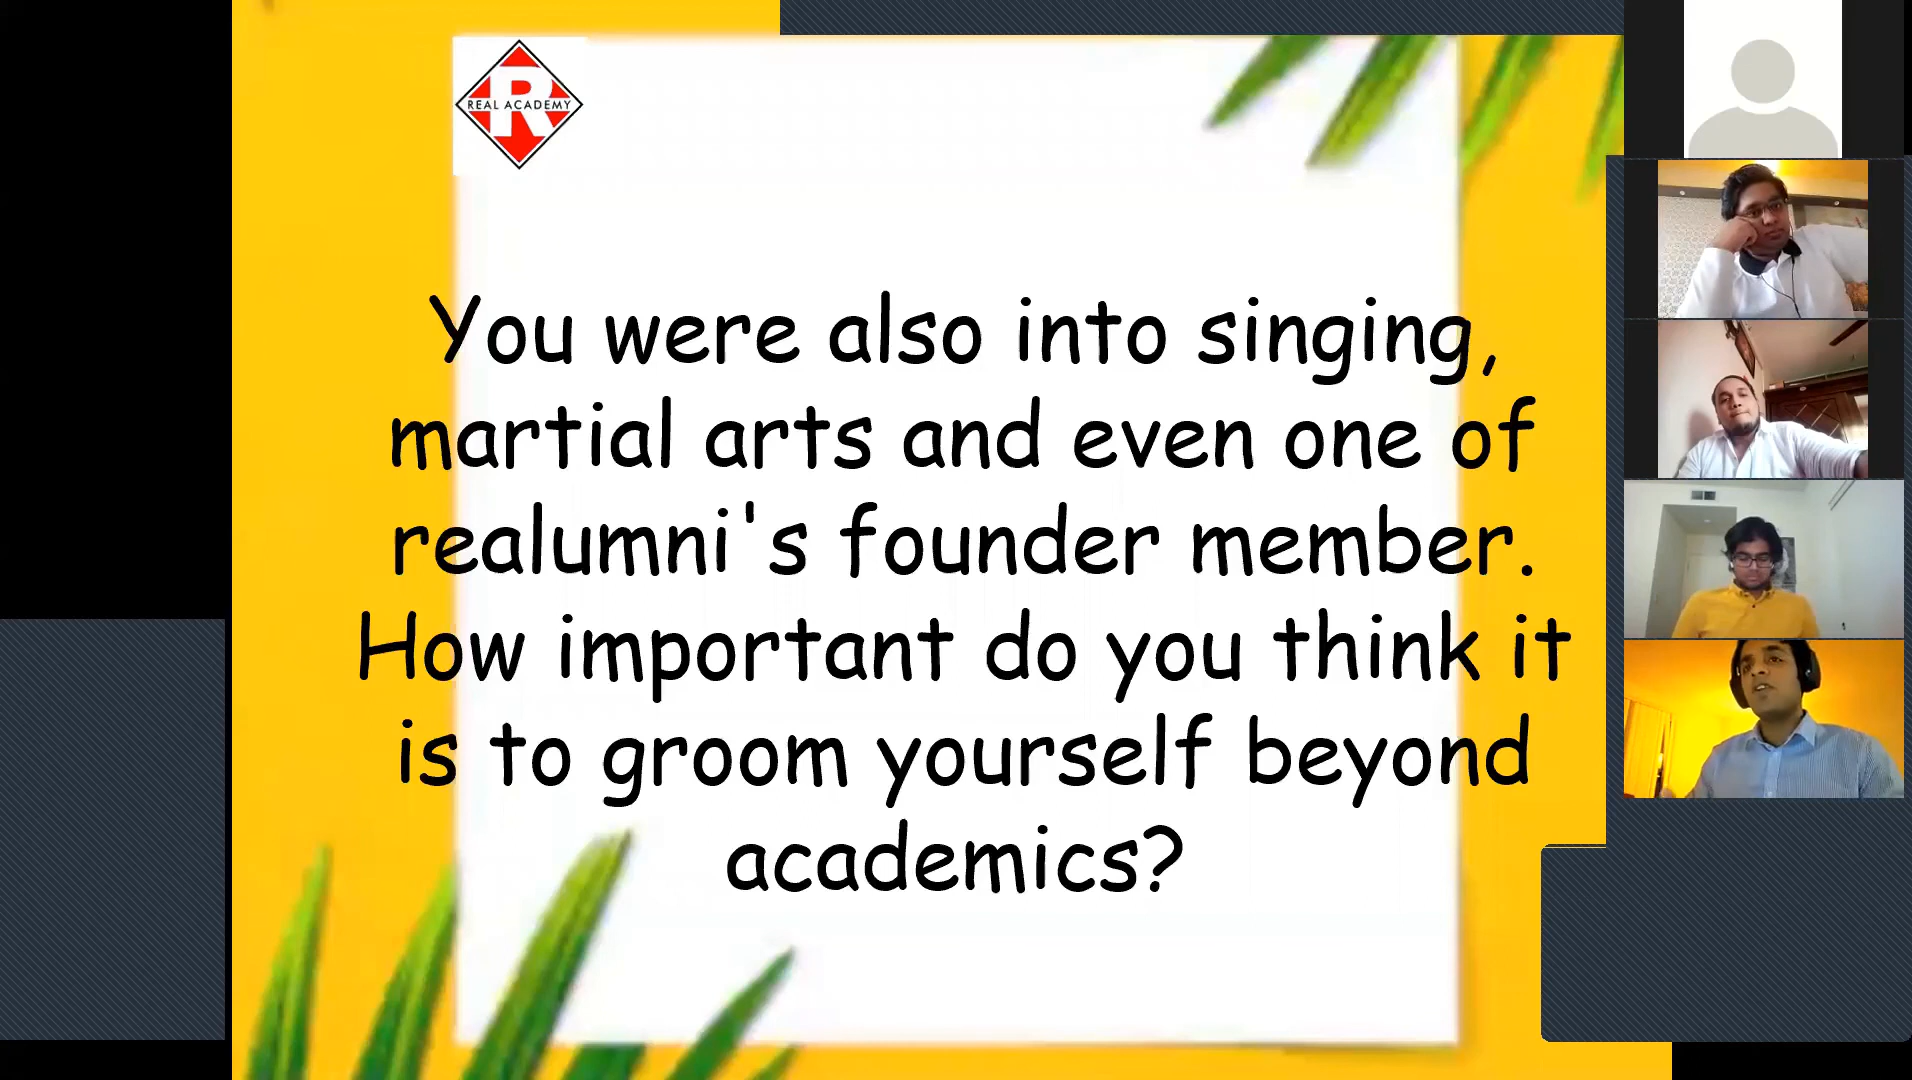 REAL ACADEMY
R
You were also into singing,
martial arts and even one of
realumni's founder member.
How important do you think it
is to groom yourself beyond
academics?